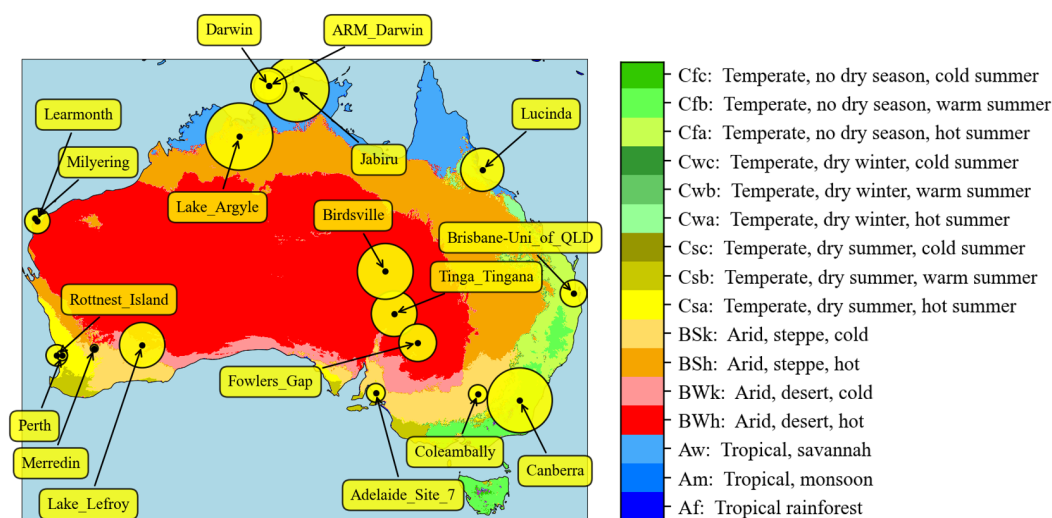 Darwin
ARM_Darwin
Learmonth
Milyering
Lucinda
Jabiru
Lake_Argyle
Birdsville
Brisbane-Uni_of_QLD
Tinga_Tingana
Rottnest_Island
Fowlers_Gap
Perth
Merredin
Lake_Lefroy
Coleambally
Canberra
Adelaide_Site_7
Cfc: Temperate, no dry season, cold summer
Cfb: Temperate, no dry season, warm summer
Cfa: Temperate, no dry season, hot summer
Cwc: Temperate, dry winter, cold summer
Cwb: Temperate, dry winter, warm summer
Cwa: Temperate, dry winter, hot summer
Csc: Temperate, dry summer, cold summer
Csb: Temperate, dry summer, warm summer
Csa: Temperate, dry summer, hot summer
BSk: Arid, steppe, cold
BSh: Arid, steppe, hot
BWk: Arid, desert, cold
BWh: Arid, desert, hot
Aw: Tropical, savannah
Am: Tropical, monsoon
Af: Tropical rainforest